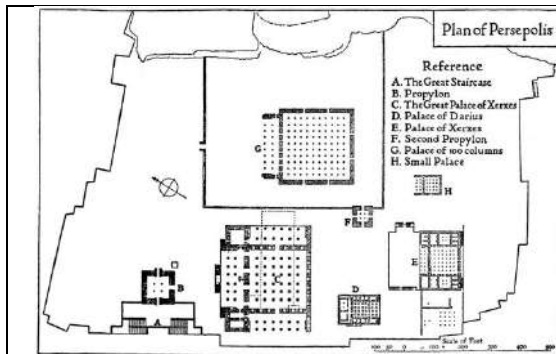 Plan of Persepolis
Reference
A. The Great Staircase
B. Propylon
C. The Great Palace of Xerxes
D. Palace of Darius
E. Palace of Xerxes
F. Second Propylon
G. Palace of 100 columns
H. Small Palace
G
H
F
E
B
C
D
A
Scale of Feet